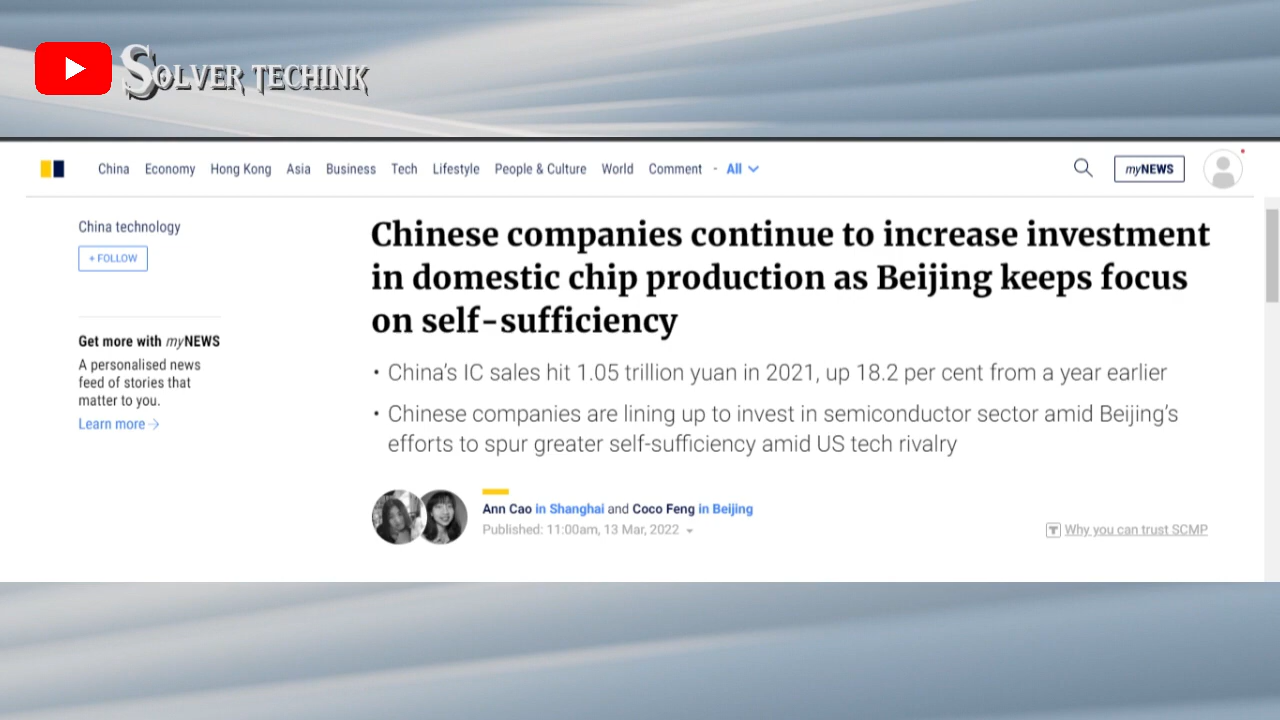 SOLVER TECHINK
China Economy Hong Kong Asia Business Tech Lifestyle People & Culture World Comment - All
myNEWS
China technology
+ FOLLOW
Get more with myNEWS
A personalised news
feed of stories that
matter to you.
Learn more
Chinese companies continue to increase investment
in domestic chip production as Beijing keeps focus
on self-sufficiency
• China's IC sales hit 1.05 trillion yuan in 2021, up 18.2 per cent from a year earlier
• Chinese companies are lining up to invest in semiconductor sector amid Beijing's
efforts to spur greater self-sufficiency amid US tech rivalry
Ann Cao in Shanghai and Coco Feng in Beijing
Published: 11:00am, 13 Mar, 2022
Why you can trust SCMP